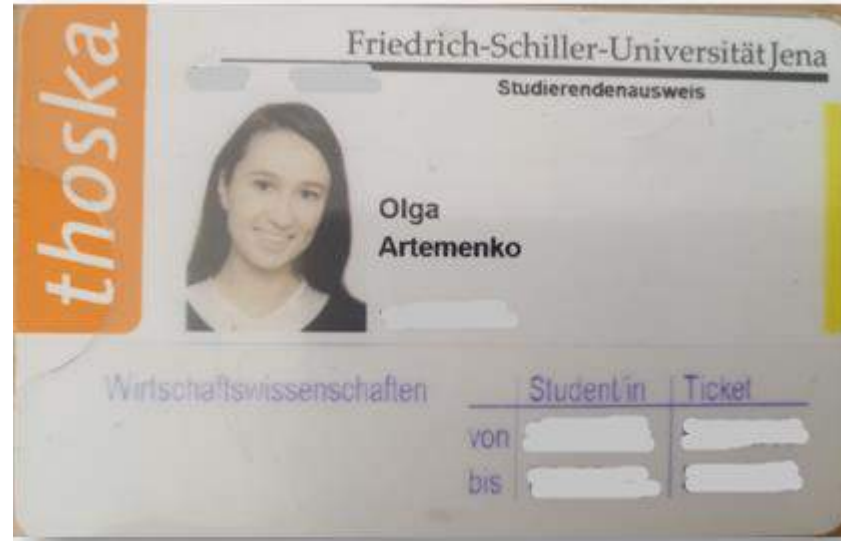 thoska
Friedrich-Schiller-Universität Jena
Studierendenausweis
Olga
Artemenko
Wirtschaftswissenschaften
Student/in Ticket
von
bis